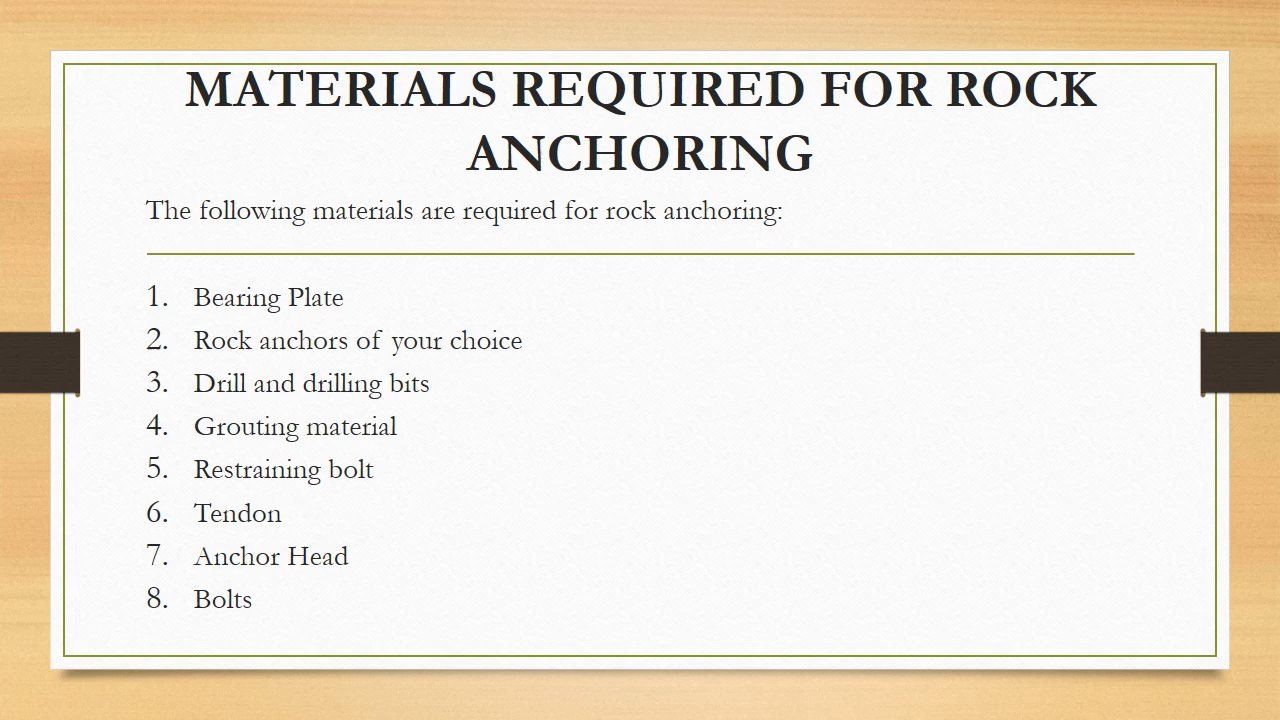 MATERIALS REQUIRED FOR ROCK
ANCHORING
The following materials are required for rock anchoring:
1. Bearing Plate
2. Rock anchors of your choice
3. Drill and drilling bits
4. Grouting material
5. Restraining bolt
6. Tendon
7. Anchor Head
8. Bolts